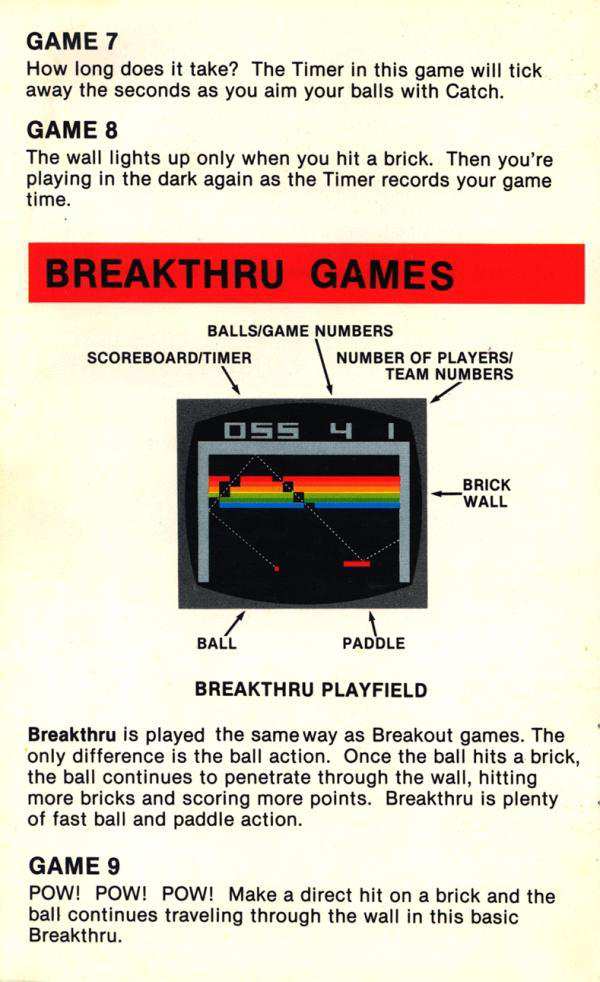 GAME 7
How long does it take? The Timer in this game will tick
away the seconds as you aim your balls with Catch.
GAME 8
The wall lights up only when you hit a brick. Then you're
playing in the dark again as the Timer records your game
time.
BREAKTHRU GAMES
BALLS/GAME NUMBERS
SCOREBOARD/TIMER
NUMBER OF PLAYERS/
TEAM NUMBERS
055 4 1
BRICK
WALL
BALL
PADDLE
BREAKTHRU PLAYFIELD
Breakthru is played the same way as Breakout games. The
only difference is the ball action. Once the ball hits a brick,
the ball continues to penetrate through the wall, hitting
more bricks and scoring more points. Breakthru is plenty
of fast ball and paddle action.
GAME 9
POW! POW! POW! Make a direct hit on a brick and the
ball continues traveling through the wall in this basic
Breakthru.